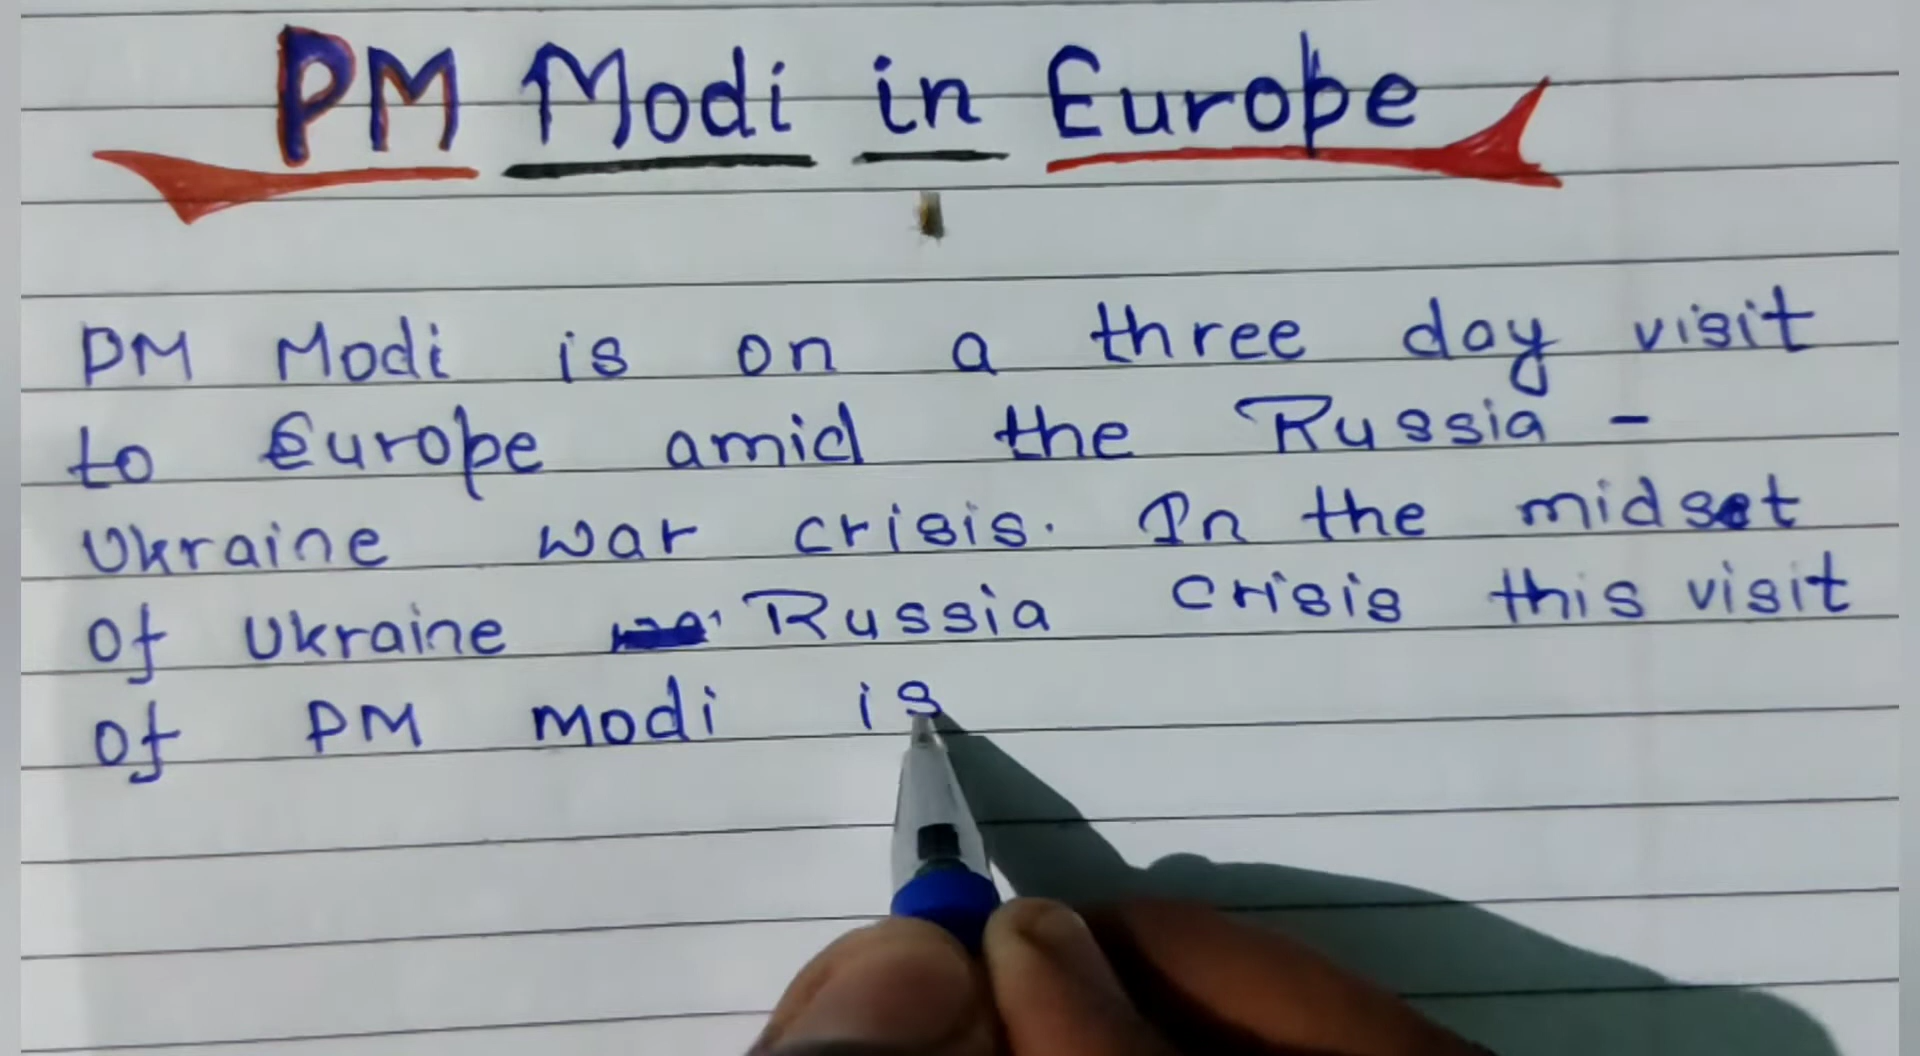 PM Modi in Europe
PM Modi is on a three day visit
to Europe amid the Russia -
Ukraine war crisis. In the midset
of Ukraine Russia crisis this visit
of PM modi is